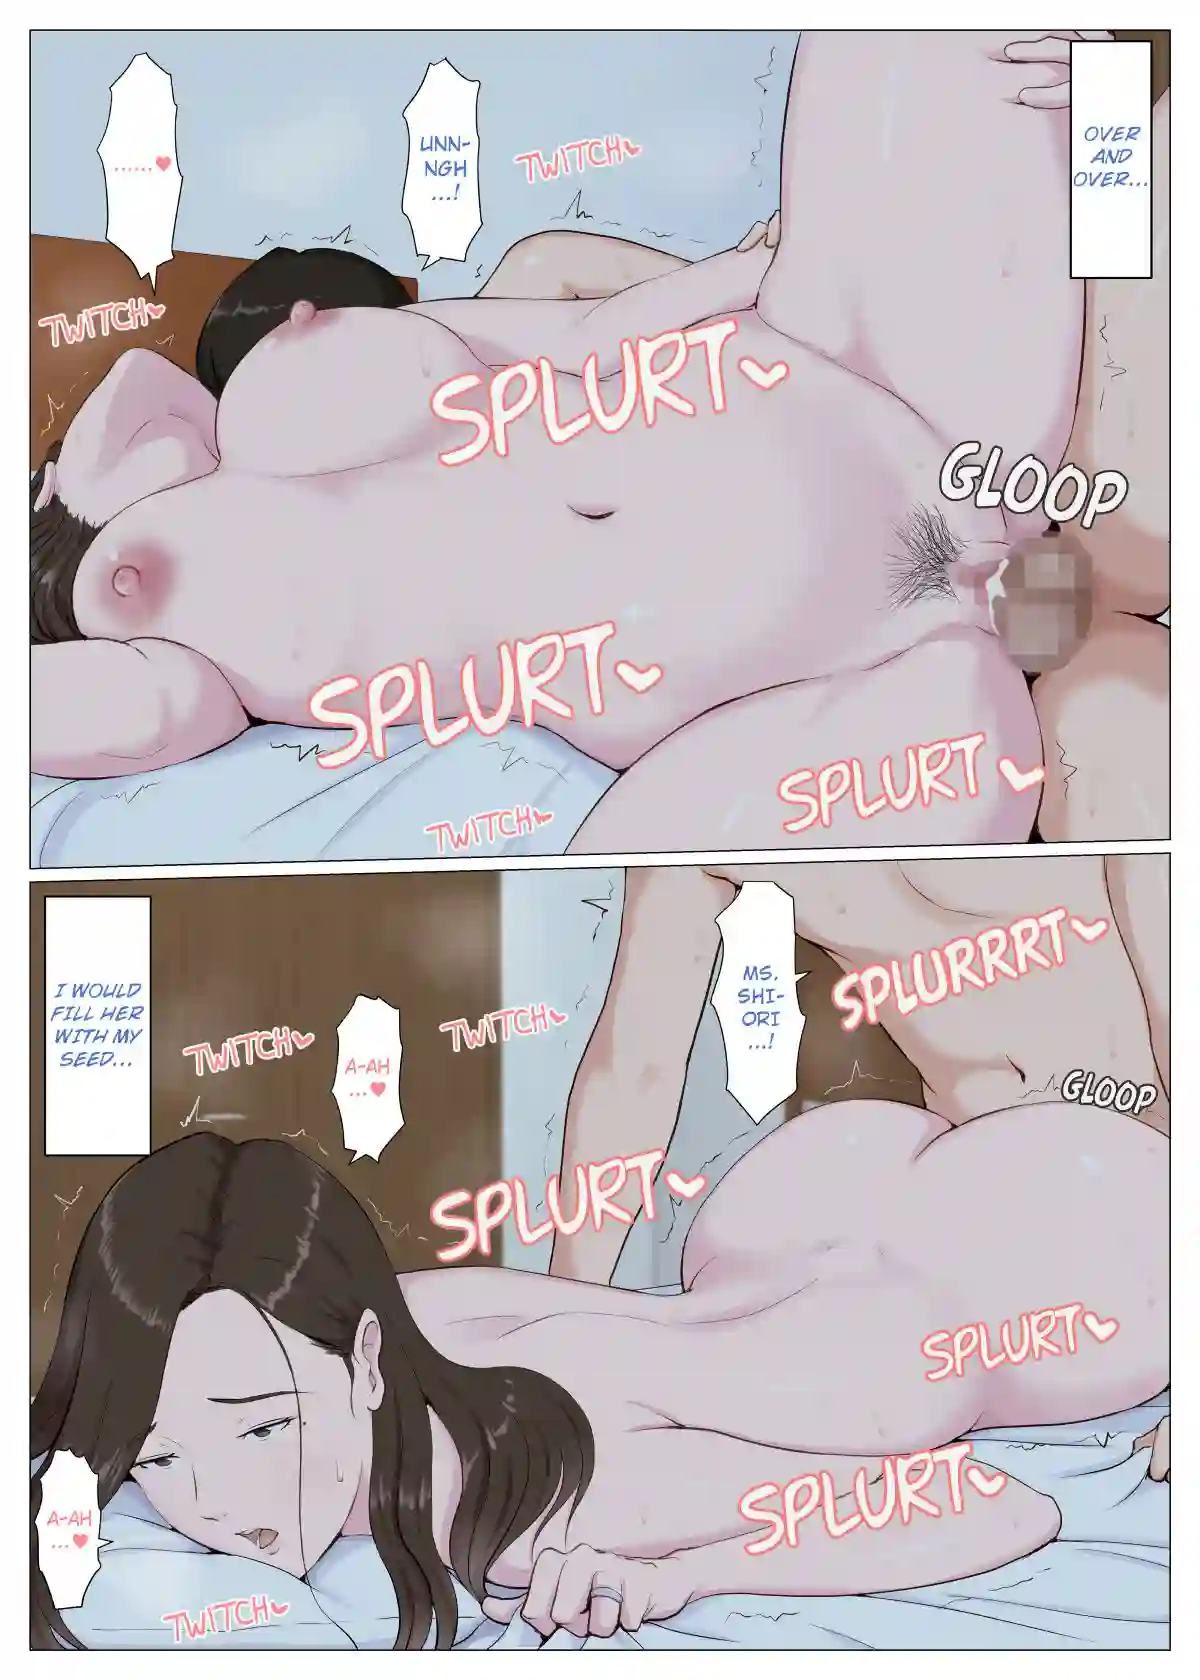 OVER
AND
OVER...
UNN-
NGH
...!
......♥
TWITCH♥
TWITCH♥
SPLURT♥
GLOOP
SPLURT♥
SPLURT♥
TWITCH♥
MS.
SHI-
ORI
...!
SPLURRRT♥
GLOOP
I WOULD
FILL HER
WITH MY
SEED...
A-AH
...♥
TWITCH♥
TWITCH♥
SPLURT♥
SPLURT♥
SPLURT♥
A-AH
...♥
TWITCH♥